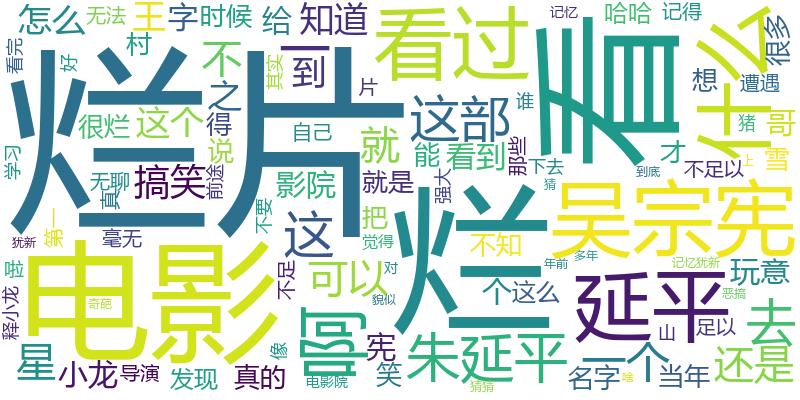 怎么 无法 王 字 时候 给 知道 看过 记忆 哈哈 记得
看完 好 村 不 一到 其实 片 看 什么 很多
烂片 之 这部 谁 想 遭遇
很烂 这个 得 自己 就 能 看到 那些 猪 哥
学习 无聊 真 搞笑 说 前途 影院 就是 强大 下去 猜 才 不足以 上 雪
第一 毫无 不要 这 把 觉得 烂 不知 到底 吴宗宪
犹新 电影 啦 不足 可以 对 个 这么 年前 多年 延平 记忆犹新 玩意
释小龙 奇葩 啊 貌似 恶搞 山 足以 去
星 小龙 导演 发现 真的 像 宪 笑 朱延平 一个 还是
电影院 猜猜 名字 啥 当年